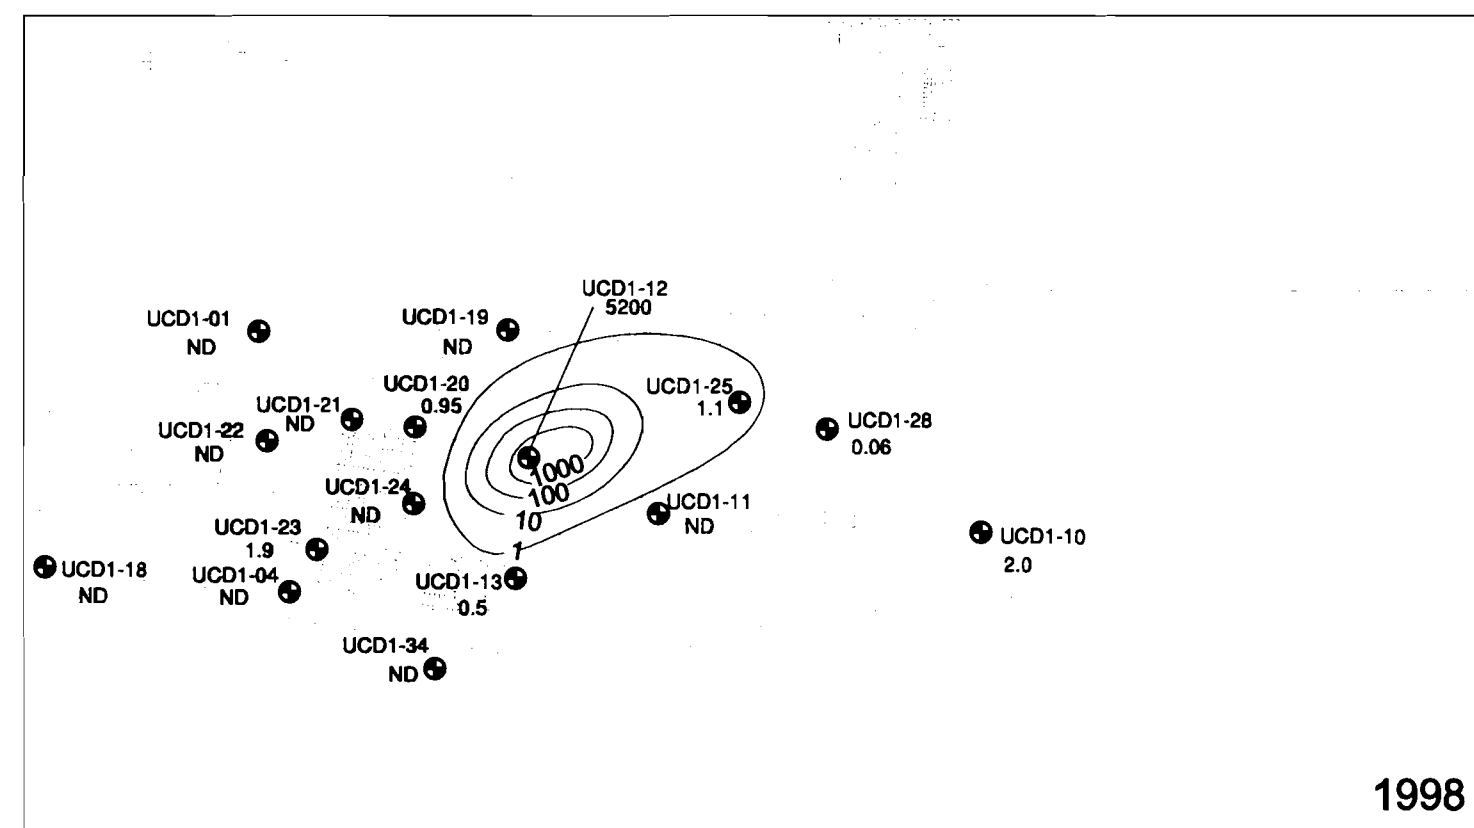 UCD1-12
5200
UCD1-01
ND
UCD1-19
ND
UCD1-20
0.95
UCD1-25
1.1
UCD1-21
ND
UCD1-22
ND
UCD1-28
0.06
1000
100
10
1
UCD1-24
ND
UCD1-11
ND
UCD1-23
1.9
UCD1-10
2.0
UCD1-18
ND
UCD1-04
ND
UCD1-13
0.5
UCD1-34
ND
1998